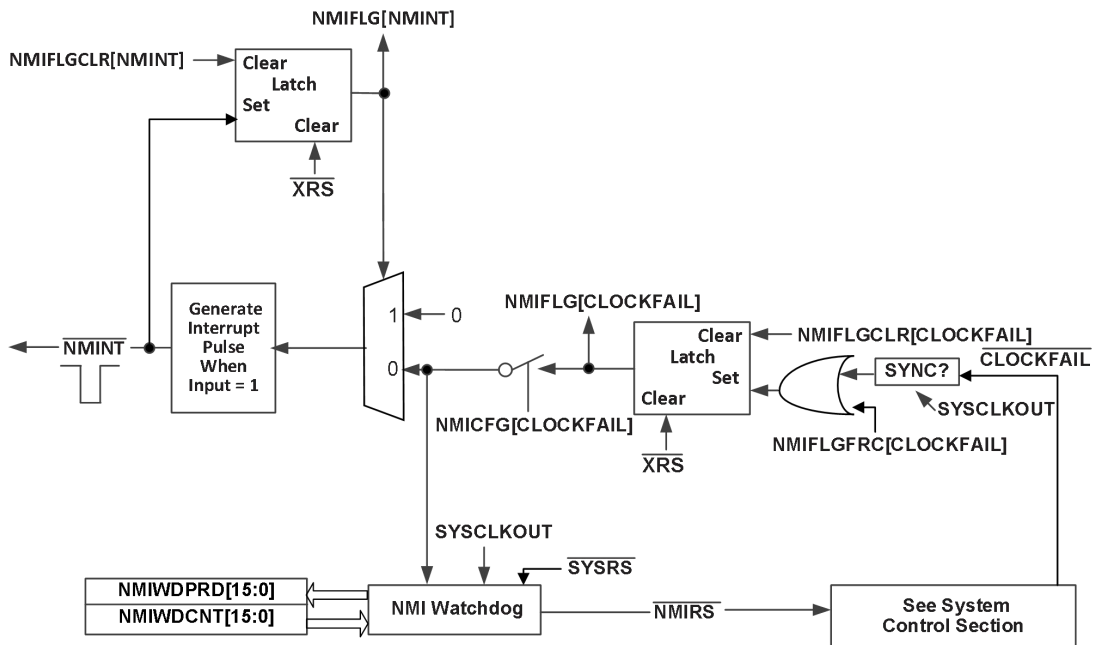 NMIFLG[NMINT]
NMIFLGCLR[NMINT]
Clear
Latch
Set
Clear
XRS
Generate
Interrupt
Pulse
When
Input = 1
NMINT
1
0
0
NMIFLG[CLOCKFAIL]
NMICFG[CLOCKFAIL]
Clear
Latch
Set
Clear
XRS
NMIFLGCLR[CLOCKFAIL]
CLOCKFAIL
SYNC?
SYSCLKOUT
NMIFLGFRC[CLOCKFAIL]
SYSCLKOUT
SYSRS
NMIWDPRD[15:0]
NMIWDCNT[15:0]
NMI Watchdog
NMIRS
See System
Control Section